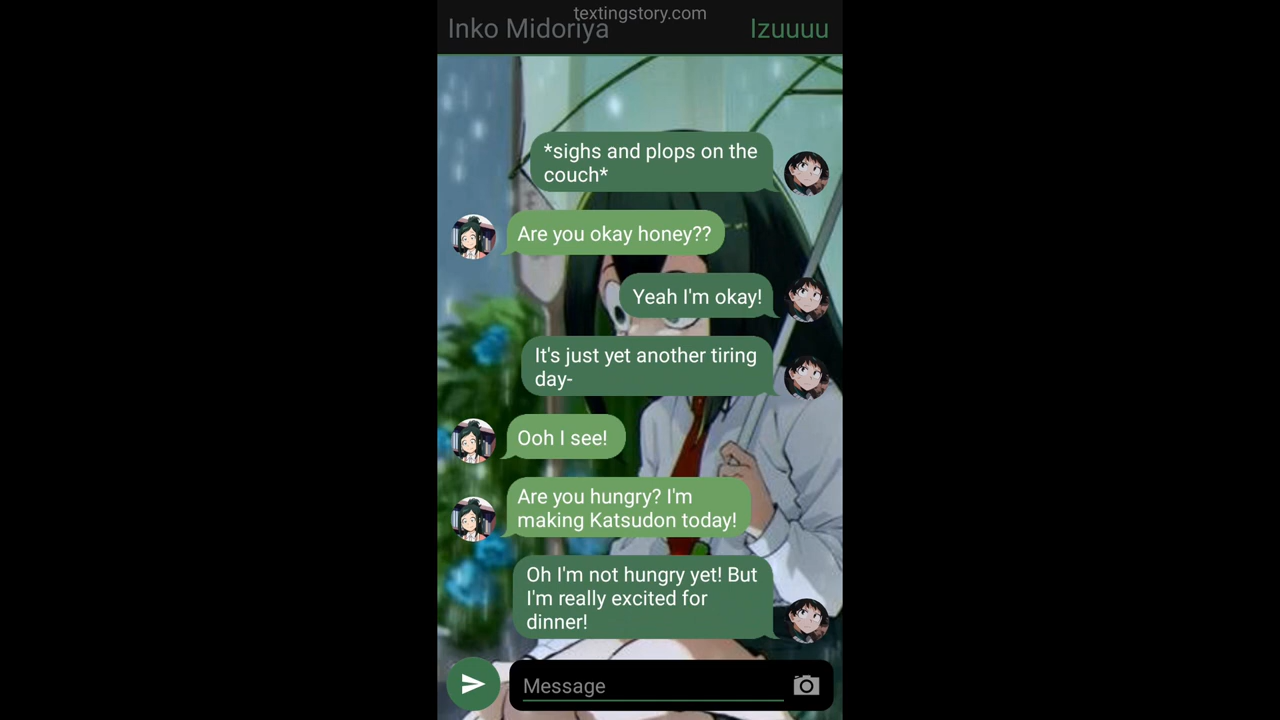 textingstory.com
Inko Midoriya
Izuuuu
*sighs and plops on the
couch*
Are you okay honey??
Yeah I'm okay!
It's just yet another tiring
day-
Ooh I see!
Are you hungry? I'm
making Katsudon today!
Oh I'm not hungry yet! But
I'm really excited for
dinner!
Message